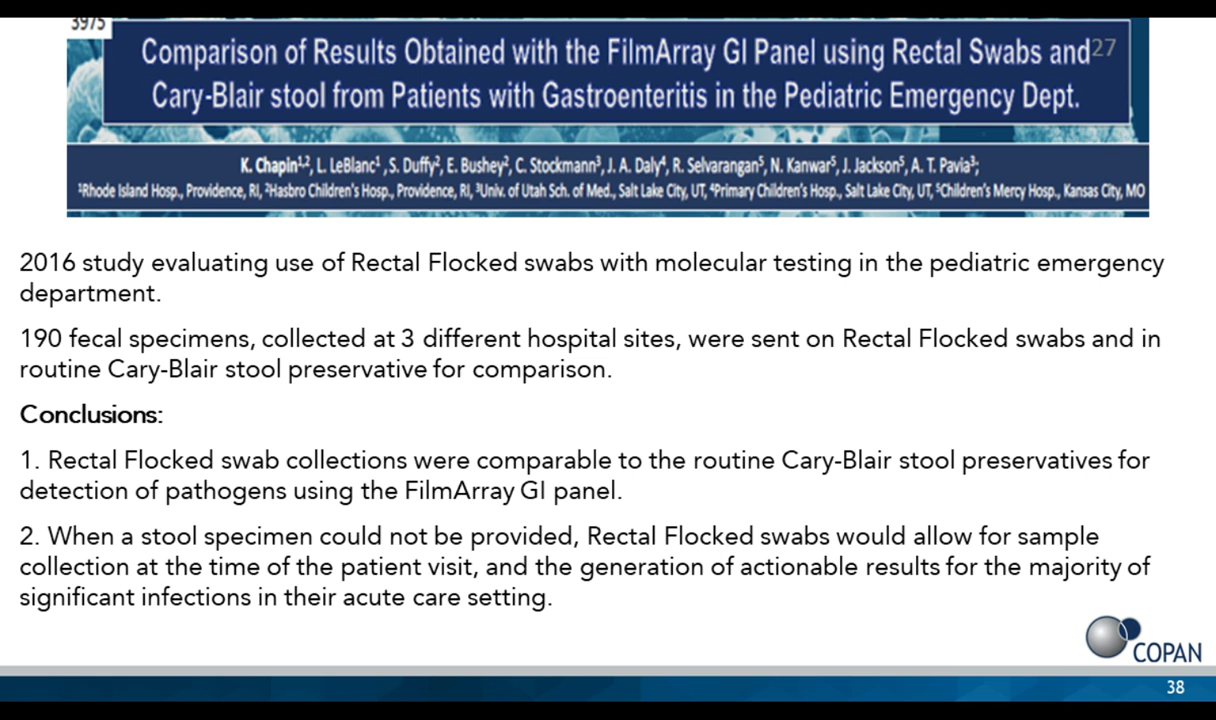 3975
Comparison of Results Obtained with the FilmArray GI Panel using Rectal Swabs and 27
Cary-Blair stool from Patients with Gastroenteritis in the Pediatric Emergency Dept.
K. Chapin¹,², L. LeBlanc¹ , S. Duffy², E. Bushey², C. Stockmann³, J. A. Daly⁴, R. Selvarangan⁵, N. Kanwar⁵, J. Jackson⁵, A. T. Pavia³;
¹Rhode Island Hosp., Providence, RI, ²Hasbro Children's Hosp., Providence, RI, ³Univ. of Utah Sch. of Med., Salt Lake City, UT, ⁴Primary Children's Hosp., Salt Lake City, UT, ⁵Children's Mercy Hosp., Kansas City, MO
2016 study evaluating use of Rectal Flocked swabs with molecular testing in the pediatric emergency
department.
190 fecal specimens, collected at 3 different hospital sites, were sent on Rectal Flocked swabs and in
routine Cary-Blair stool preservative for comparison.
Conclusions:
1. Rectal Flocked swab collections were comparable to the routine Cary-Blair stool preservatives for
detection of pathogens using the FilmArray GI panel.
2. When a stool specimen could not be provided, Rectal Flocked swabs would allow for sample
collection at the time of the patient visit, and the generation of actionable results for the majority of
significant infections in their acute care setting.
COPAN
38